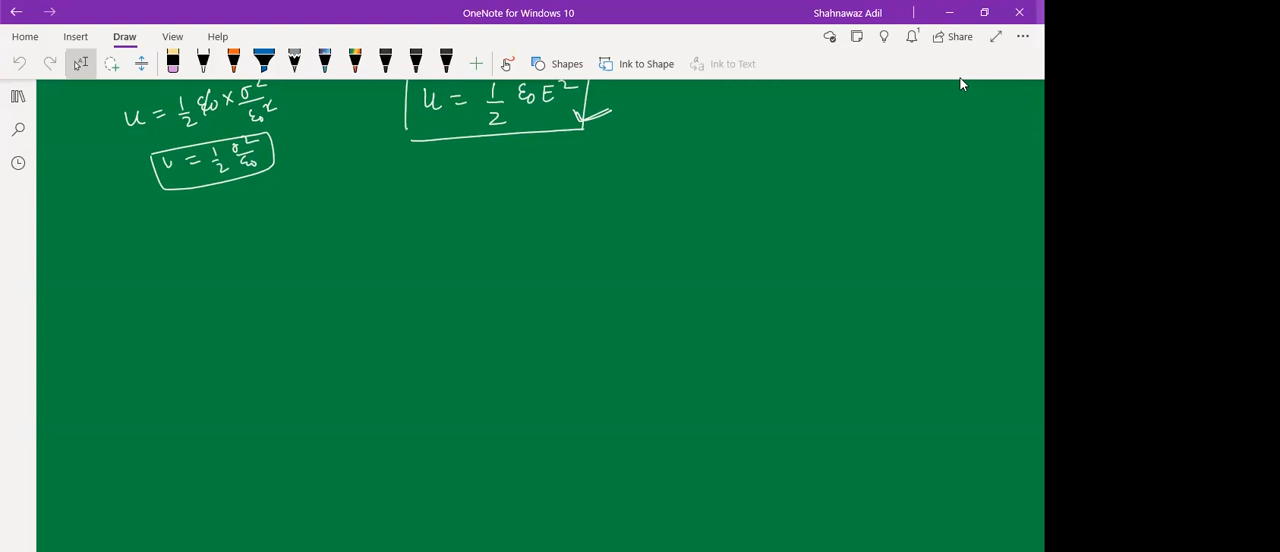 OneNote for Windows 10
Shahnawaz Adil
Home Insert Draw View Help
Share
Shapes Ink to Shape Ink to Text
u = 1/2 ε0 × σ²/ε0²
u = 1/2 σ²/ε0
u = 1/2 ε0 E²